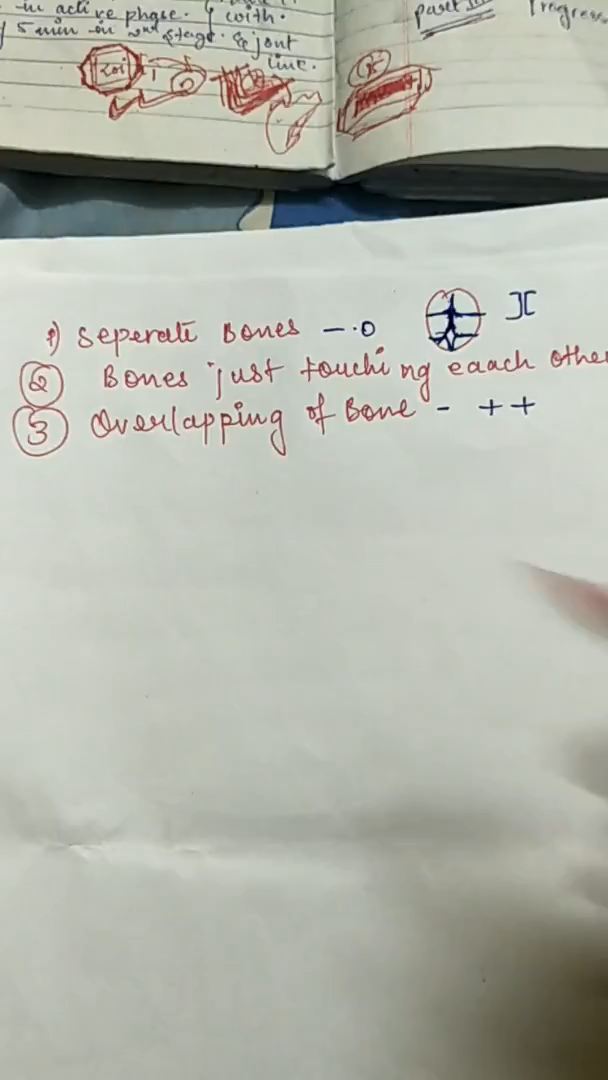 in active phase. with.
5 min in 2nd stage. & joint
line.
part
Progress
1) Seperate Bones - .0
② Bones just touching eaach other
③ Overlapping of Bone - ++